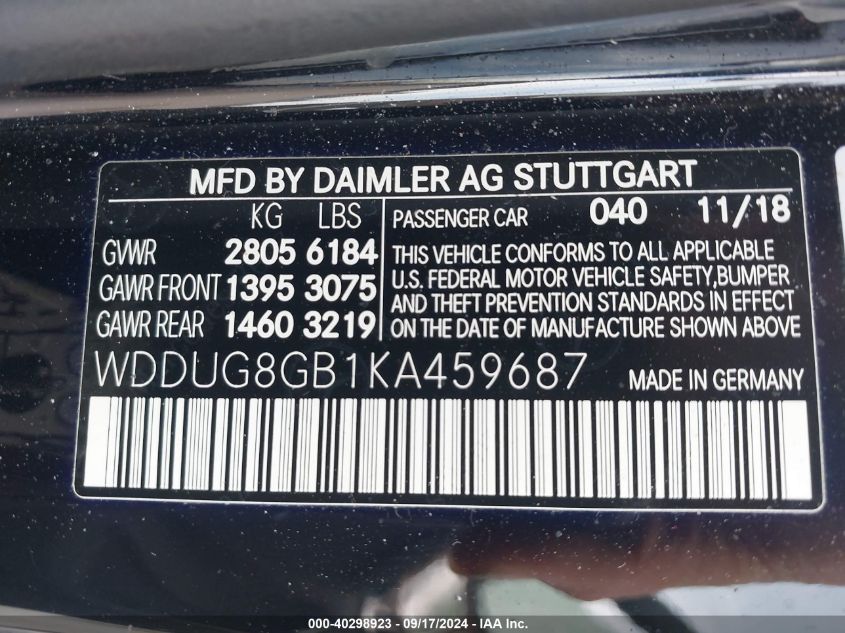 MFD BY DAIMLER AG STUTTGART
KG LBS
GVWR 2805 6184
GAWR FRONT 1395 3075
GAWR REAR 1460 3219
PASSENGER CAR 040 11/18
THIS VEHICLE CONFORMS TO ALL APPLICABLE
U.S. FEDERAL MOTOR VEHICLE SAFETY,BUMPER
AND THEFT PREVENTION STANDARDS IN EFFECT
ON THE DATE OF MANUFACTURE SHOWN ABOVE
WDDUG8GB1KA459687 MADE IN GERMANY
000-40298923 - 09/17/2024 - IAAI.com